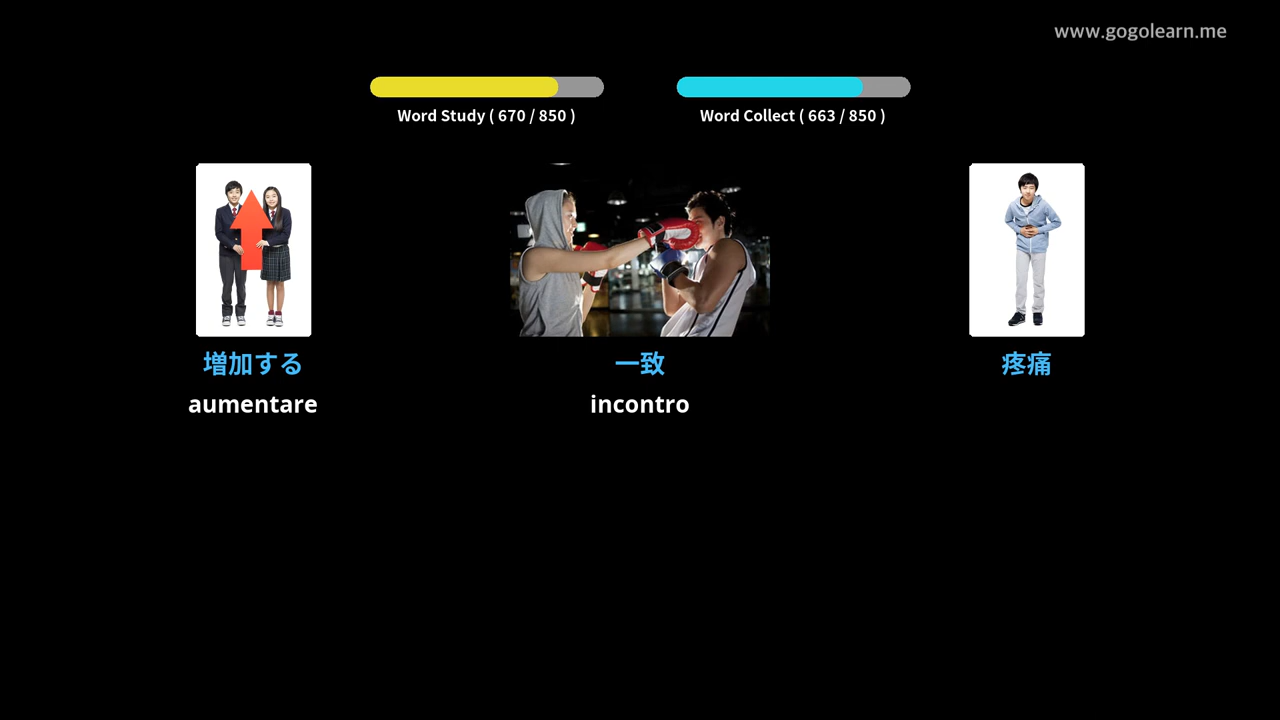 www.gogolearn.me
Word Study ( 670 / 850 )
Word Collect ( 663 / 850 )
増加する
一致
疼痛
aumentare
incontro